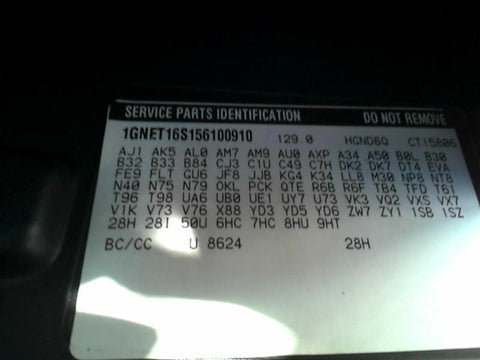 SERVICE PARTS IDENTIFICATION DO NOT REMOVE
1GNET16S156100910 129.0 HGND6Q CT15806
AJ1 AK5 AL0 AM7 AM9 AU0 AXP A34 A50 B0L B30
B32 B33 B84 CJ3 C1U C49 C7H DK2 DK7 D14 EVA
FE9 FLT GU6 JF8 JJB KG4 K34 LL8 M30 NP8 NT8
N40 N75 N79 OKL PCK QTE R6B R6F TB4 TFD T61
T96 T98 UA6 UB0 UE1 UY7 U73 VK3 VQ2 VXS VX7
V1K V73 V76 X88 YD3 YD5 YD6 ZW7 ZY1 1SB 1SZ
28H 28I 50U 6HC 7HC 8HU 9HT
BC/CC U 8624 28H